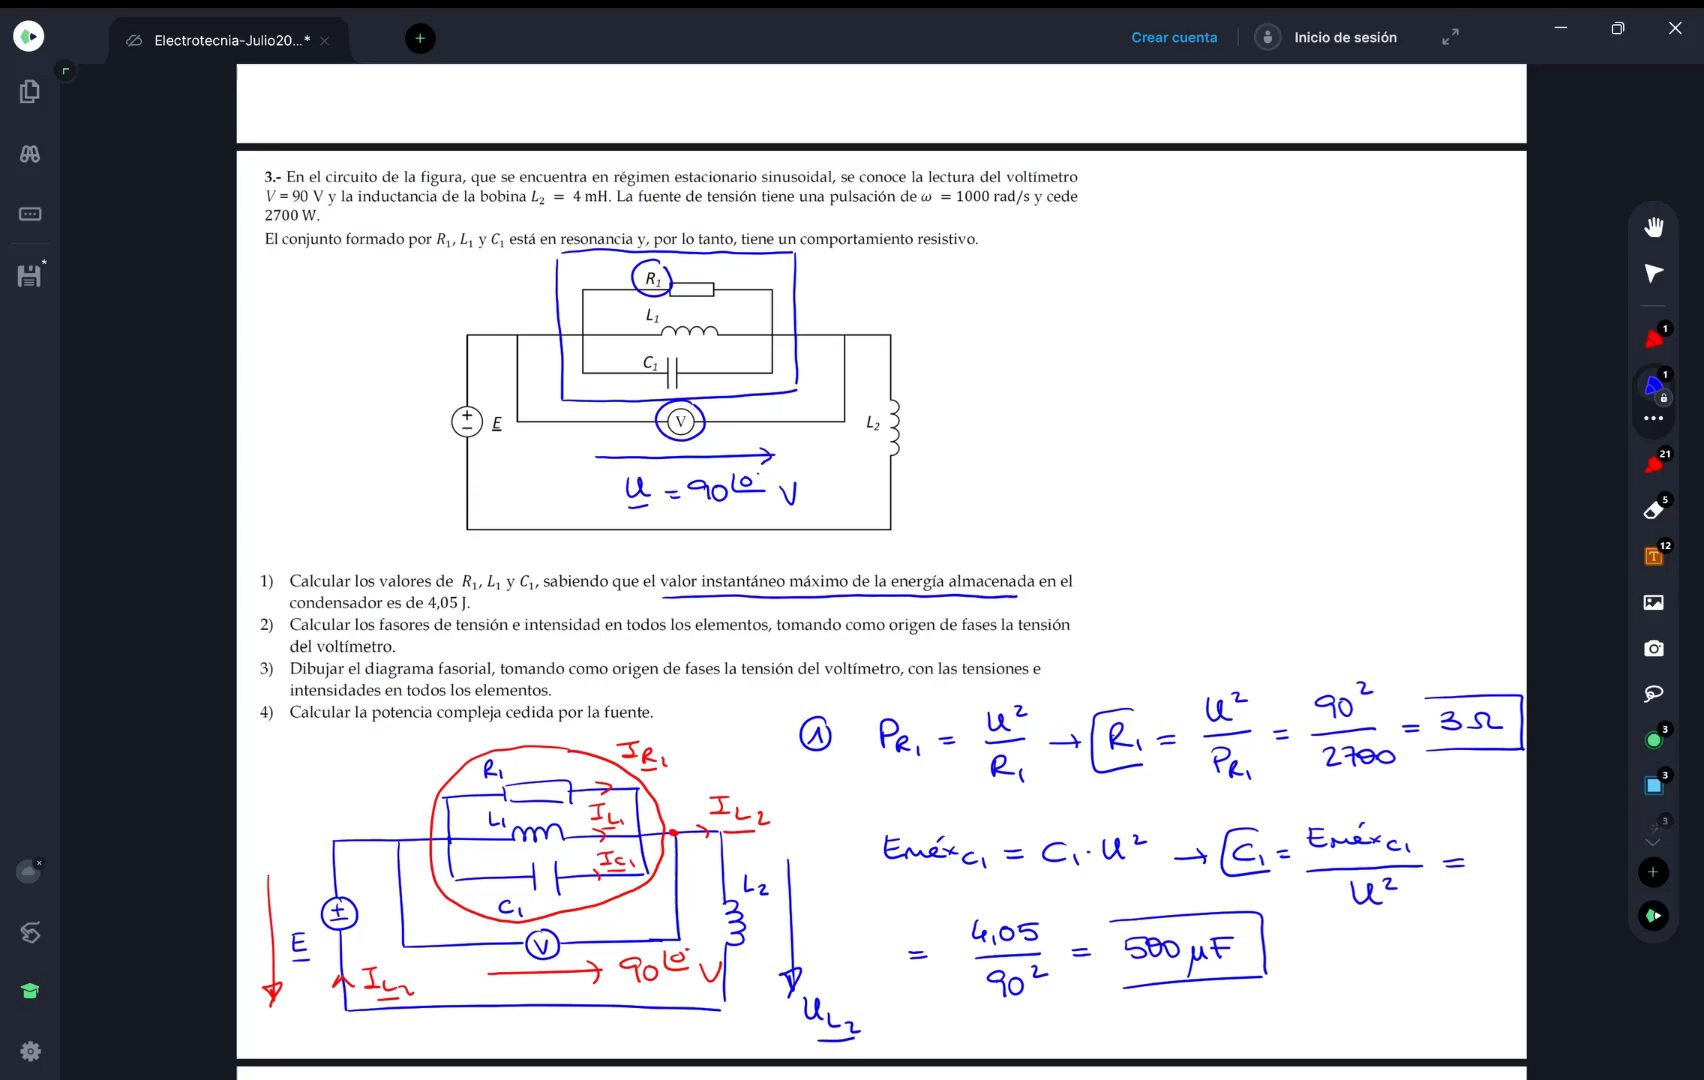 Electrotecnia-Julio20...*
Crear cuenta
Inicio de sesión
3.- En el circuito de la figura, que se encuentra en régimen estacionario sinusoidal, se conoce la lectura del voltímetro
V = 90 V y la inductancia de la bobina L₂ = 4 mH. La fuente de tensión tiene una pulsación de ω = 1000 rad/s y cede
2700 W.
El conjunto formado por R₁, L₁ y C₁ está en resonancia y, por lo tanto, tiene un comportamiento resistivo.
R₁
L₁
C₁
+
−
E
V
L₂
u = 90∠0° V
1) Calcular los valores de R₁, L₁ y C₁, sabiendo que el valor instantáneo máximo de la energía almacenada en el
condensador es de 4,05 J.
2) Calcular los fasores de tensión e intensidad en todos los elementos, tomando como origen de fases la tensión
del voltímetro.
3) Dibujar el diagrama fasorial, tomando como origen de fases la tensión del voltímetro, con las tensiones e
intensidades en todos los elementos.
4) Calcular la potencia compleja cedida por la fuente.
① P_R₁ = u²/R₁ → R₁ = u²/P_R₁ = 90²/2700 = 3Ω
Emáx_C₁ = C₁·u² → C₁ = Emáx_C₁/u² =
= 4,05/90² = 500 μF
R₁
I_R₁
L₁
I_L₁
I_L₂
I_C₁
C₁
L₂
±
E
V
90∠0° V
I_L₂
u_L₂
1
1
21
5
12
3
3
3